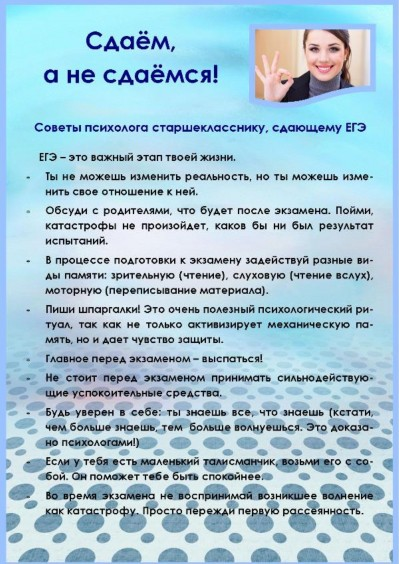 Сдаём,
а не сдаёмся!
Советы психолога старшекласснику, сдающему ЕГЭ
ЕГЭ – это важный этап твоей жизни.
- Ты не можешь изменить реальность, но ты можешь изме-
нить свое отношение к ней.
- Обсуди с родителями, что будет после экзамена. Пойми,
катастрофы не произойдет, каков бы ни был результат
испытаний.
- В процессе подготовки к экзамену задействуй разные ви-
ды памяти: зрительную (чтение), слуховую (чтение вслух),
моторную (переписывание материала).
- Пиши шпаргалки! Это очень полезный психологический ри-
туал, так как не только активизирует механическую па-
мять, но и дает чувство защиты.
- Главное перед экзаменом – выспаться!
- Не стоит перед экзаменом принимать сильнодействую-
щие успокоительные средства.
- Будь уверен в себе: ты знаешь все, что знаешь (кстати,
чем больше знаешь, тем больше волнуешься. Это доказа-
но психологами!)
- Если у тебя есть маленький талисманчик, возьми его с со-
бой. Он поможет тебе быть спокойнее.
- Во время экзамена не воспринимай возникшее волнение
как катастрофу. Просто пережди первую рассеянность.